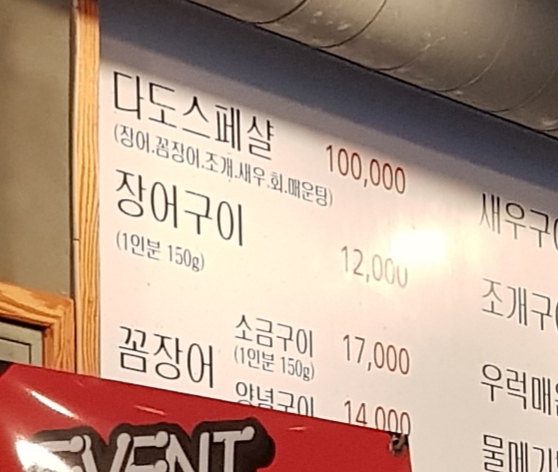 다도스페샬
(장어.꼼장어.조개.새우.회.매운탕)
100,000
장어구이
(1인분 150g)
12,000
꼼장어
소금구이
(1인분 150g)
17,000
양념구이
14,000
새우구
조개구
우럭매
물메기
EVENT